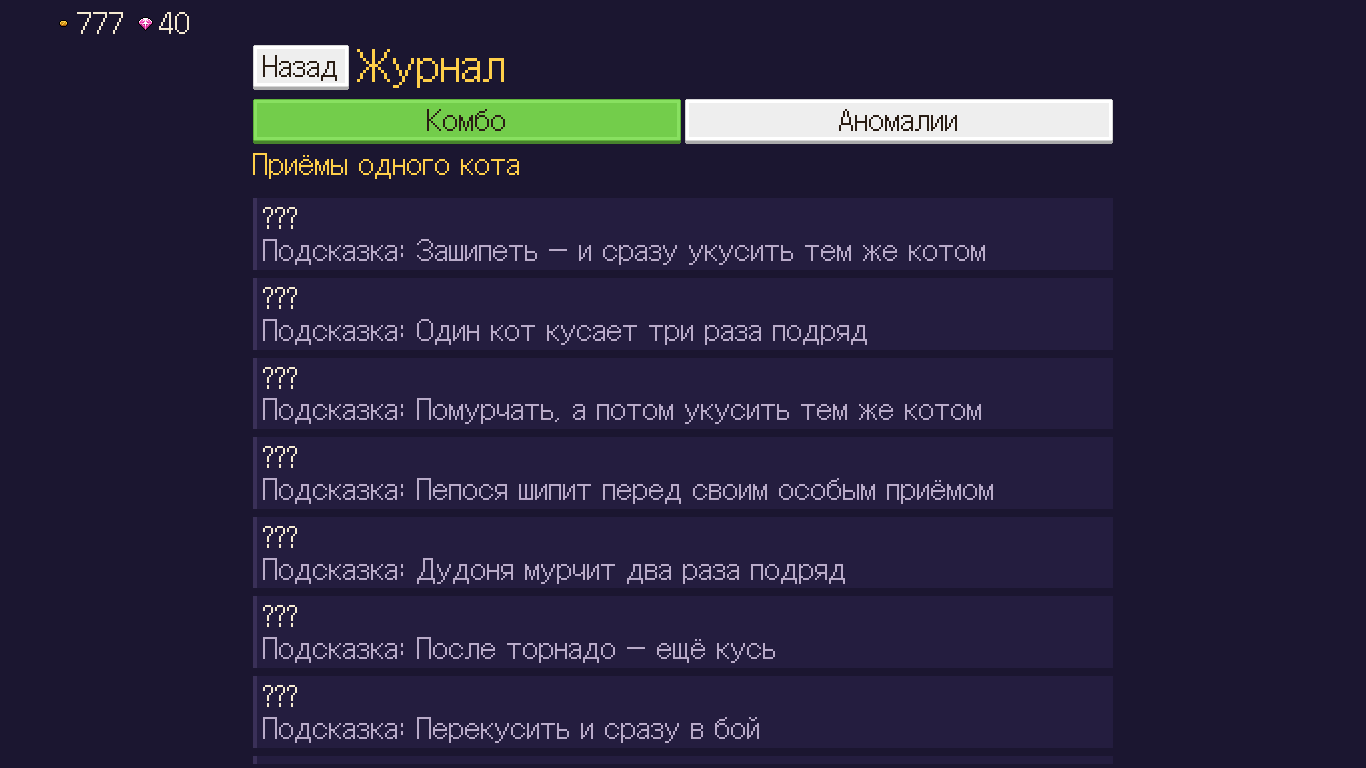 777 40
Назад Журнал
Комбо Аномалии
Приёмы одного кота
???
Подсказка: Зашипеть — и сразу укусить тем же котом
???
Подсказка: Один кот кусает три раза подряд
???
Подсказка: Помурчать, а потом укусить тем же котом
???
Подсказка: Пепося шипит перед своим особым приёмом
???
Подсказка: Дудоня мурчит два раза подряд
???
Подсказка: После торнадо — ещё кусь
???
Подсказка: Перекусить и сразу в бой